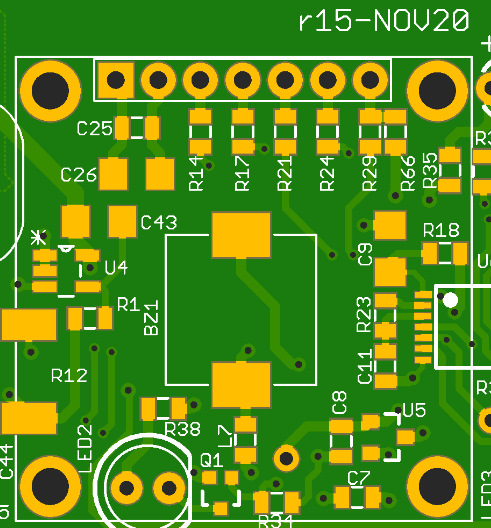 r15-NOV20
+
C25
R14
R17
R21
R24
R29
R66
R35
C26
C43
R18
U4
C9
R1
BZ1
R23
R12
C11
C8
U5
R38
LED2
L7
Q1
C44
C7
R31
LED3